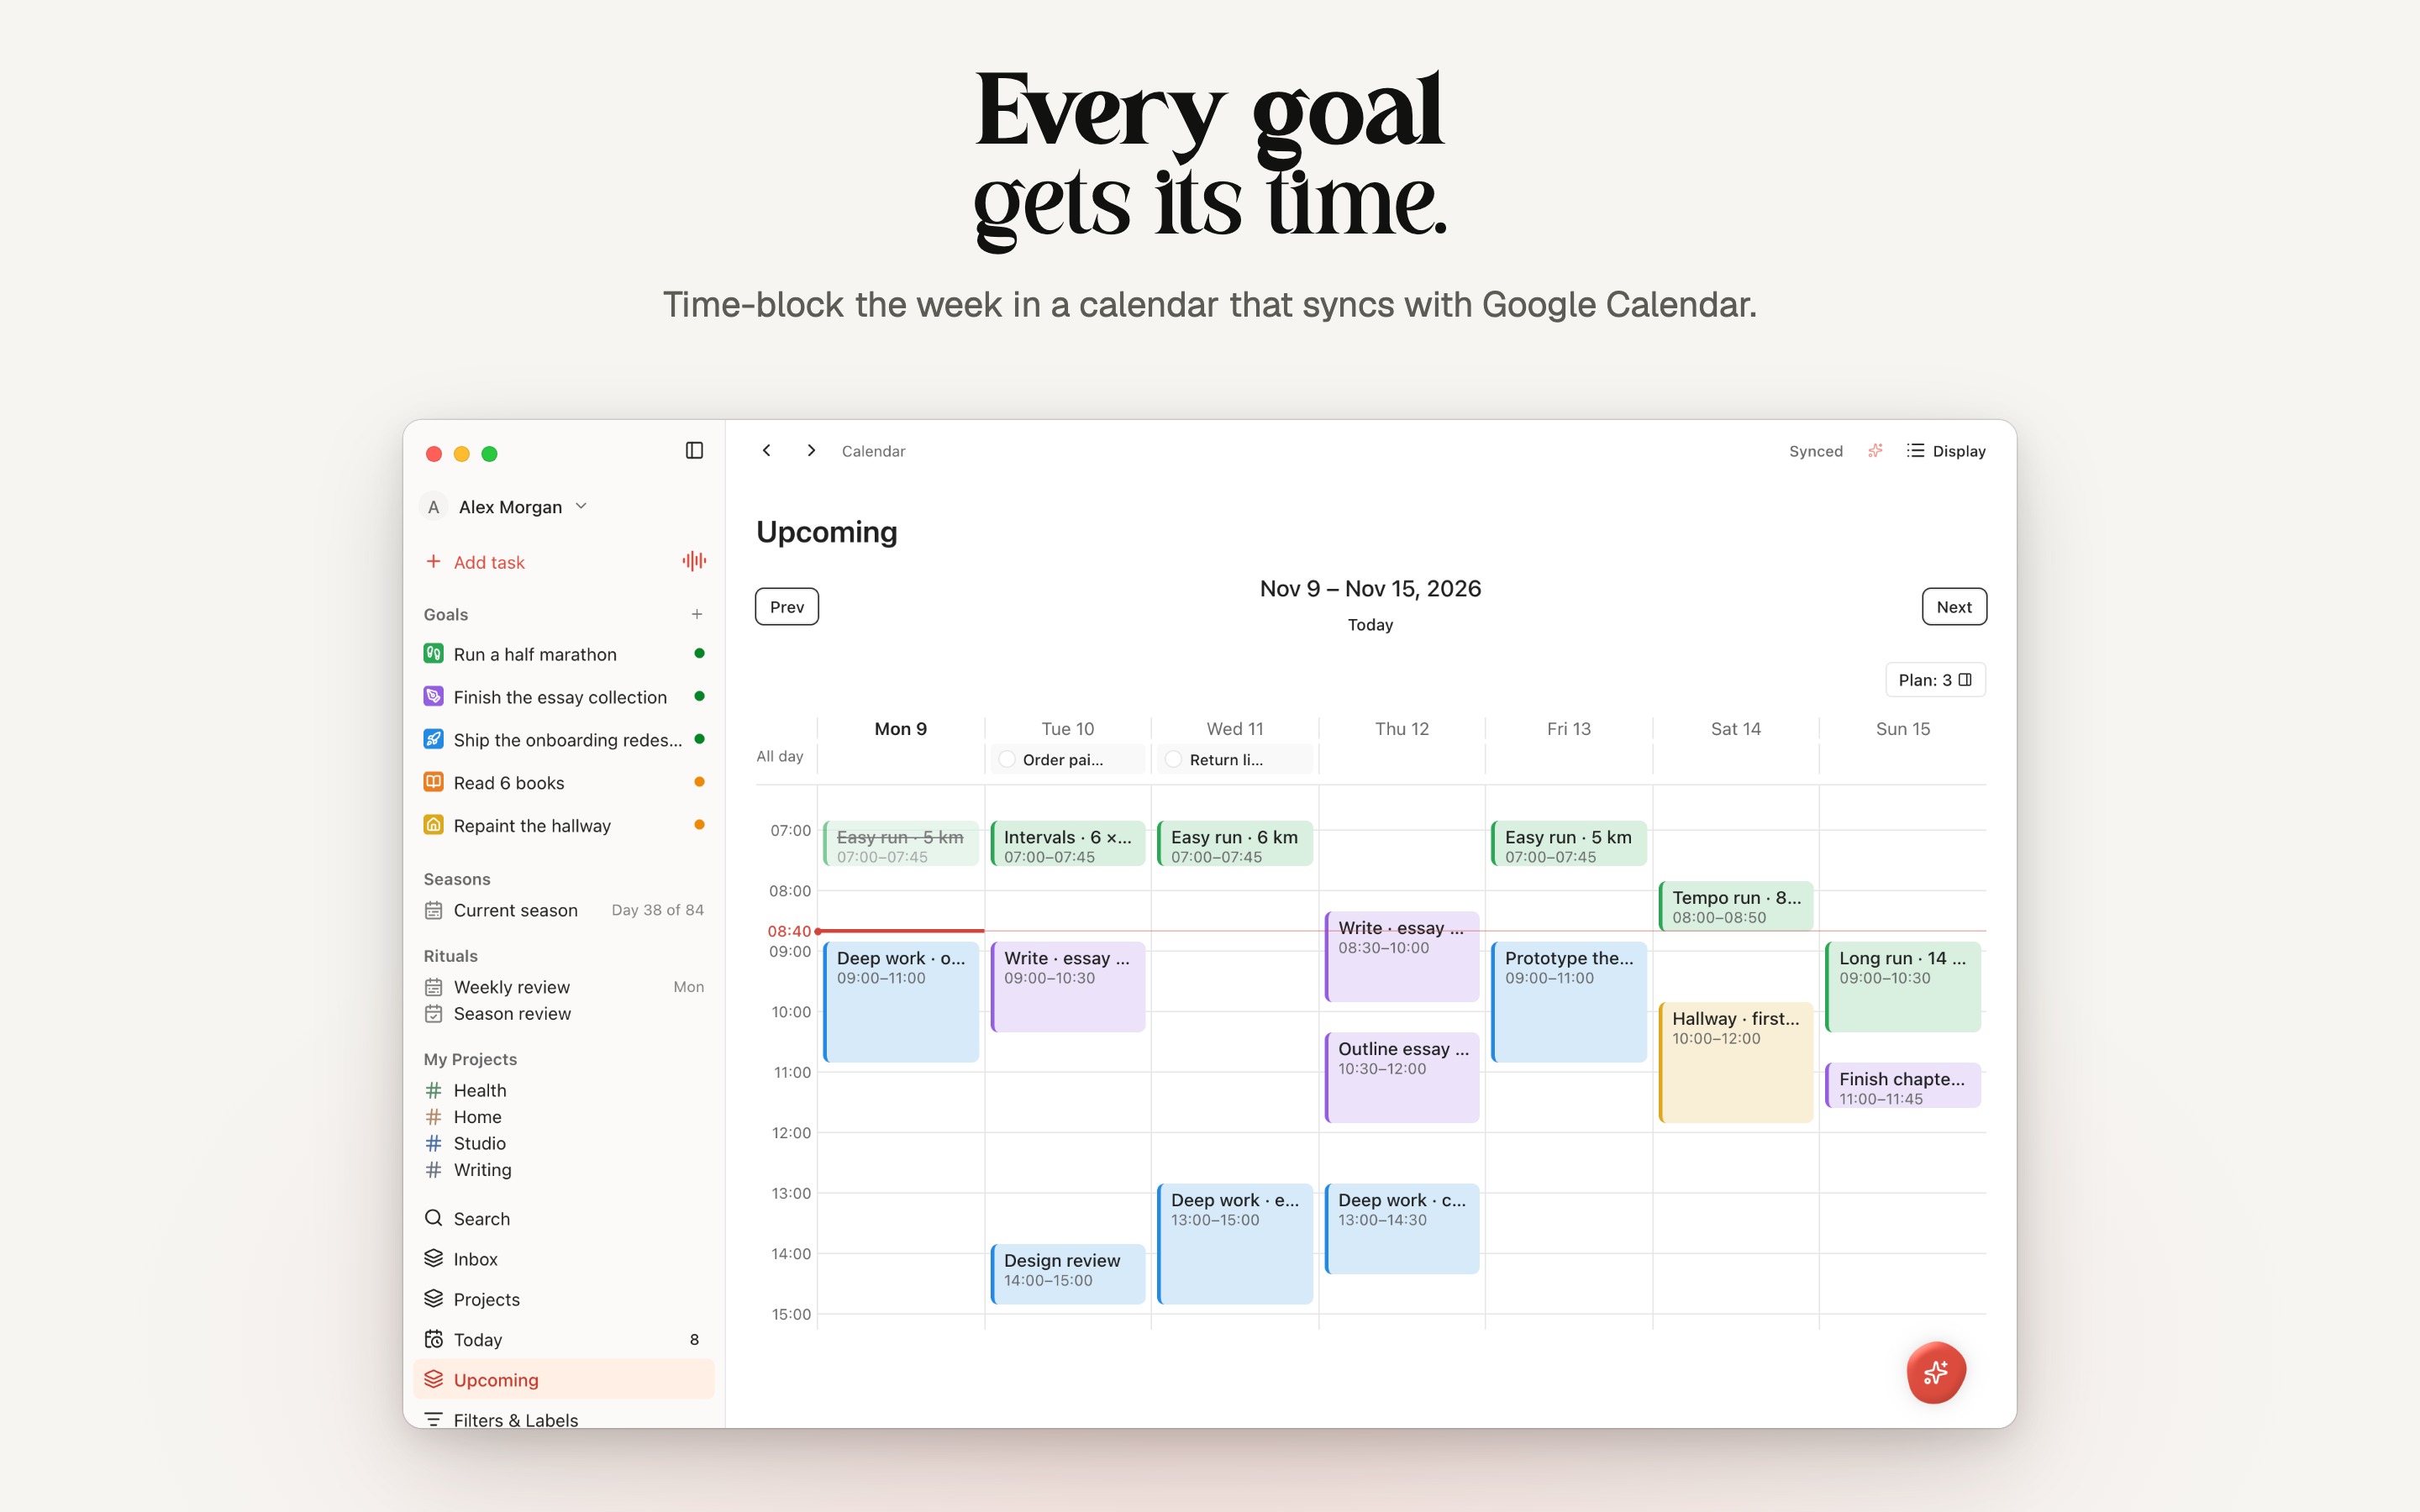 Every goal
gets its time.
Time-block the week in a calendar that syncs with Google Calendar.
A Alex Morgan
Add task
Goals
Run a half marathon
Finish the essay collection
Ship the onboarding redes...
Read 6 books
Repaint the hallway
Seasons
Current season Day 38 of 84
Rituals
Weekly review Mon
Season review
My Projects
# Health
# Home
# Studio
# Writing
Search
Inbox
Projects
Today 8
Upcoming
Filters & Labels
Calendar
Synced
Display
Upcoming
Prev
Nov 9 – Nov 15, 2026
Today
Next
Plan: 3
Mon 9 Tue 10 Wed 11 Thu 12 Fri 13 Sat 14 Sun 15
All day
Order pai...
Return li...
07:00
08:00
08:40
09:00
10:00
11:00
12:00
13:00
14:00
15:00
Easy run · 5 km
07:00–07:45
Deep work · o...
09:00–11:00
Intervals · 6 ×...
07:00–07:45
Write · essay ...
09:00–10:30
Design review
14:00–15:00
Easy run · 6 km
07:00–07:45
Deep work · e...
13:00–15:00
Write · essay ...
08:30–10:00
Outline essay ...
10:30–12:00
Deep work · c...
13:00–14:30
Easy run · 5 km
07:00–07:45
Prototype the...
09:00–11:00
Tempo run · 8...
08:00–08:50
Hallway · first...
10:00–12:00
Long run · 14 ...
09:00–10:30
Finish chapte...
11:00–11:45